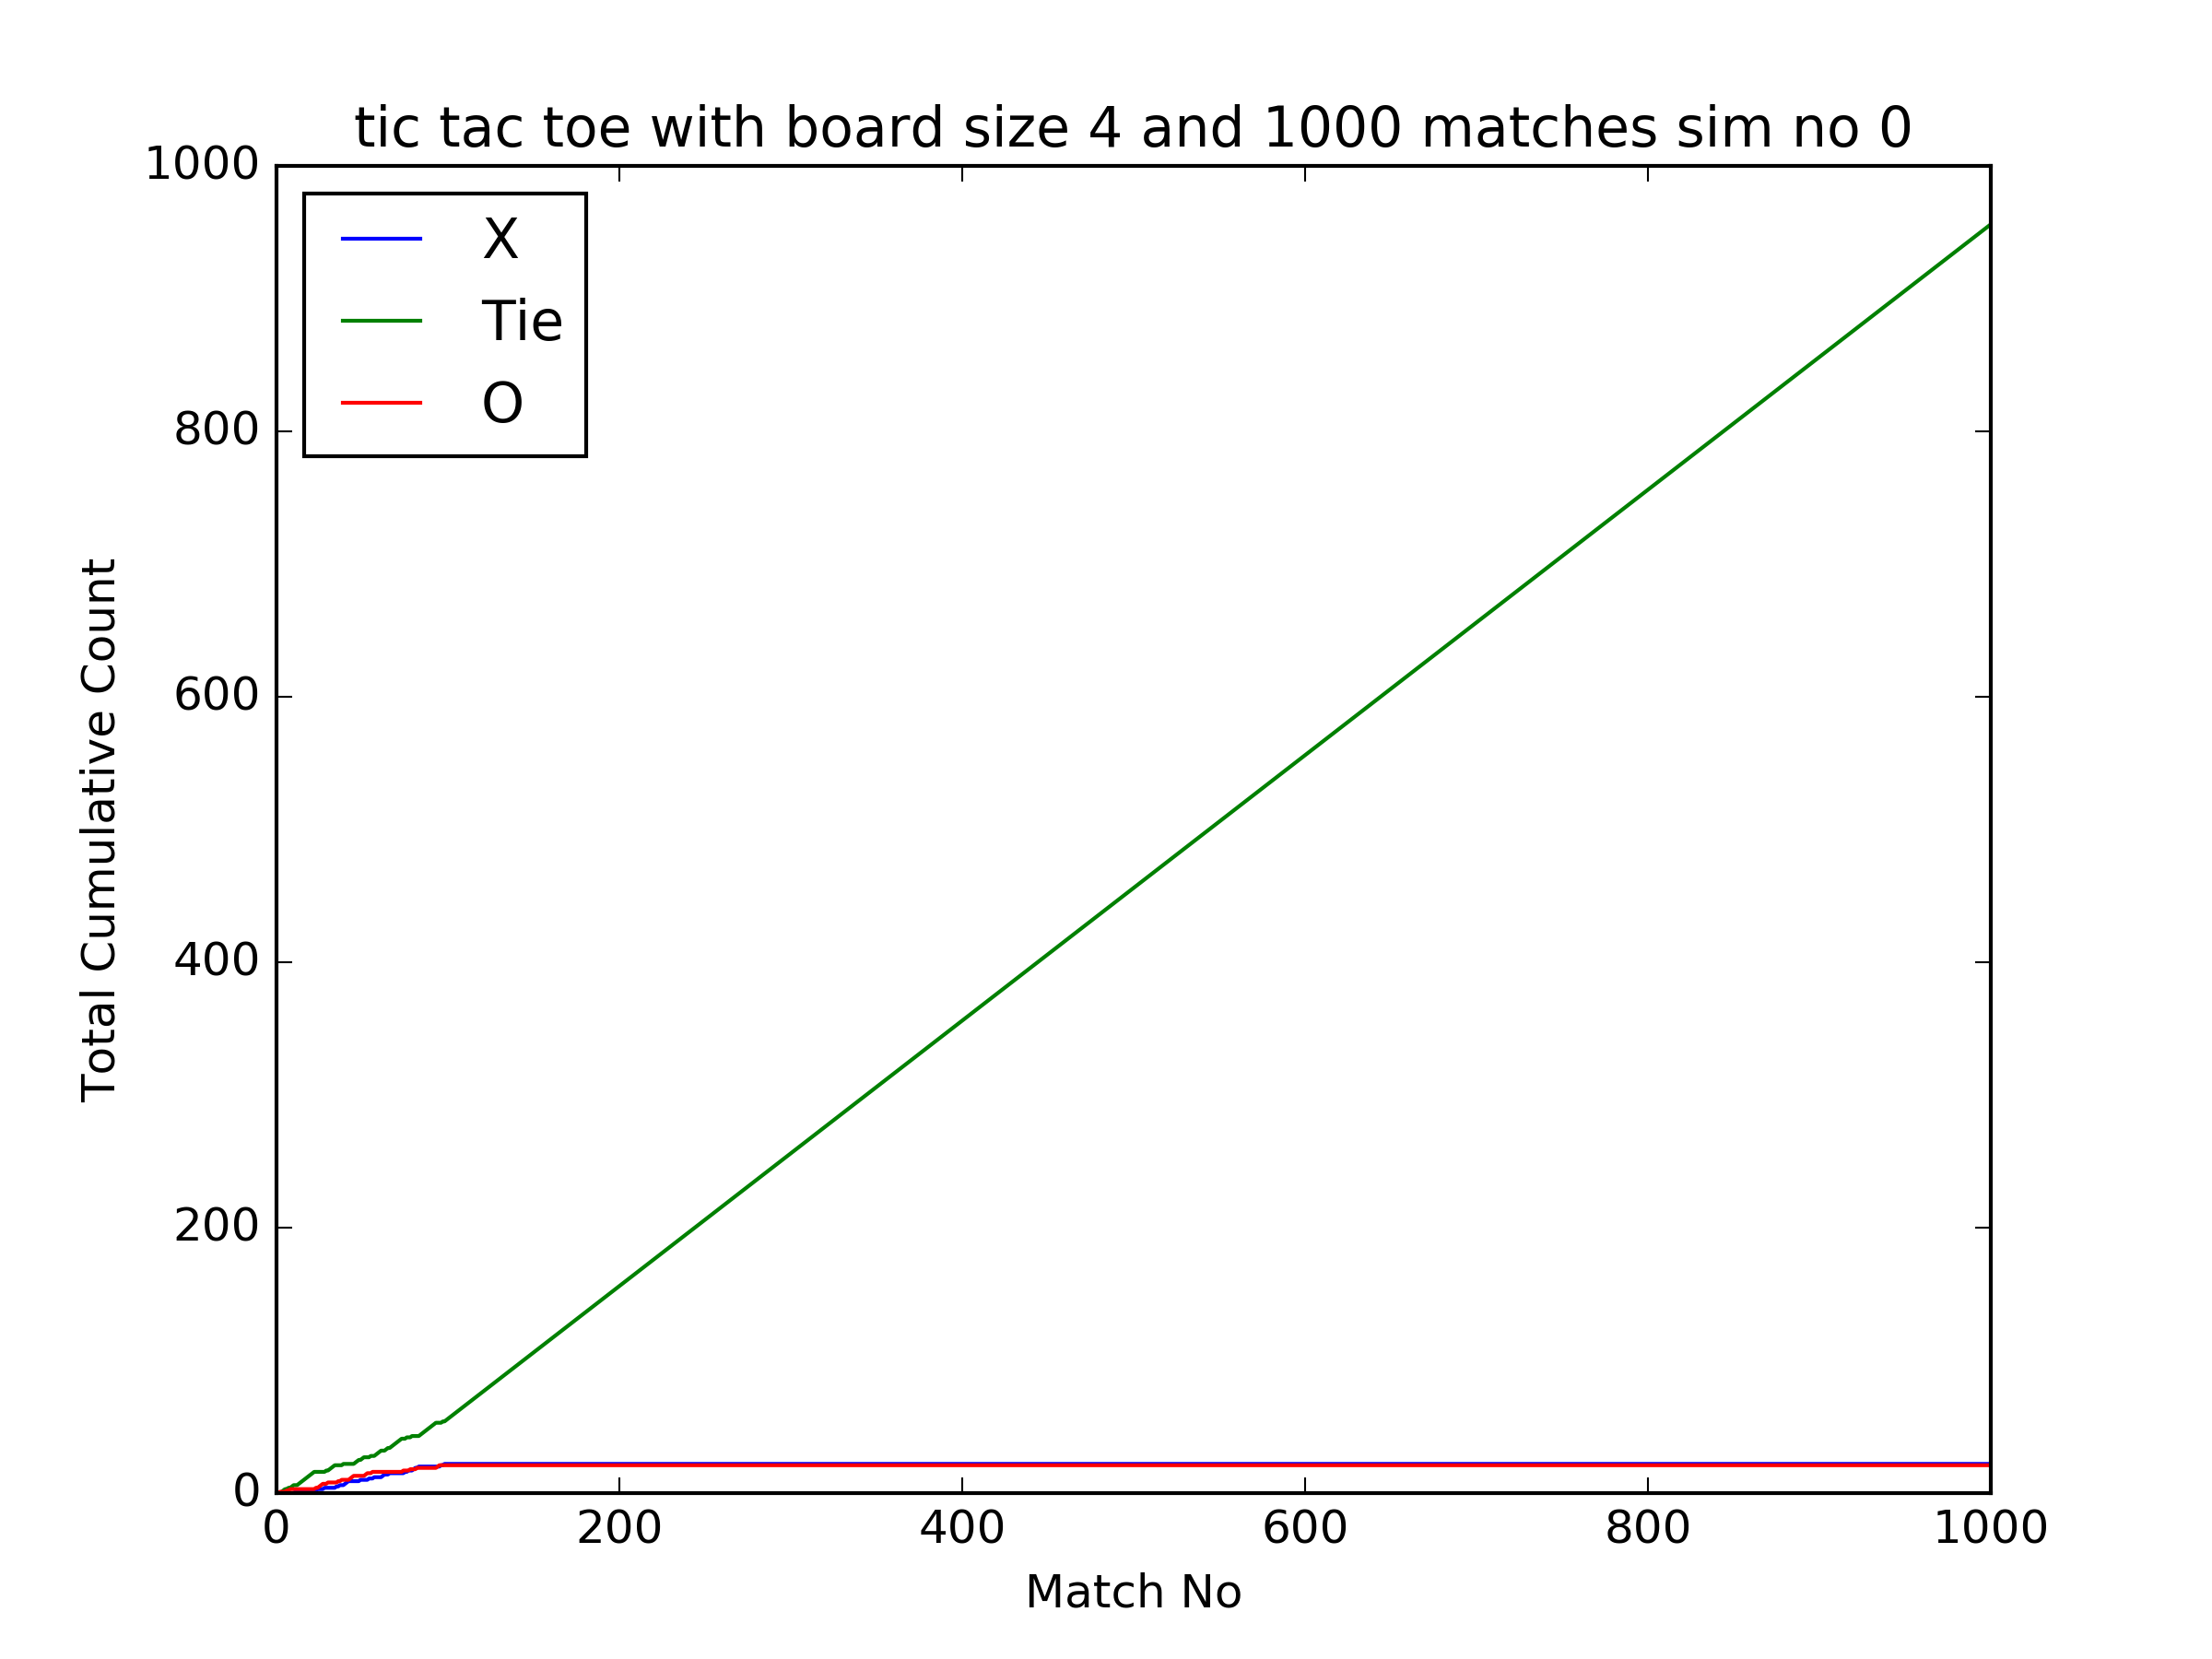 tic tac toe with board size 4 and 1000 matches sim no 0
1000
800
600
400
200
0
X
Tie
O
Total Cumulative Count
0 200 400 600 800 1000
Match No